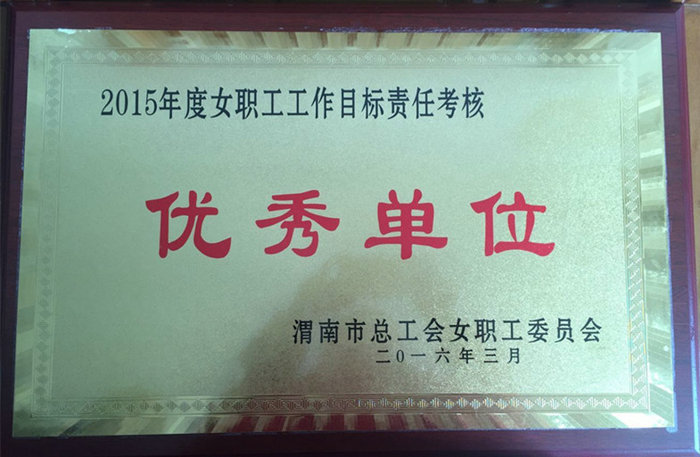 2015年度女职工工作目标责任考核
优秀单位
渭南市总工会女职工委员会
二〇一六年三月